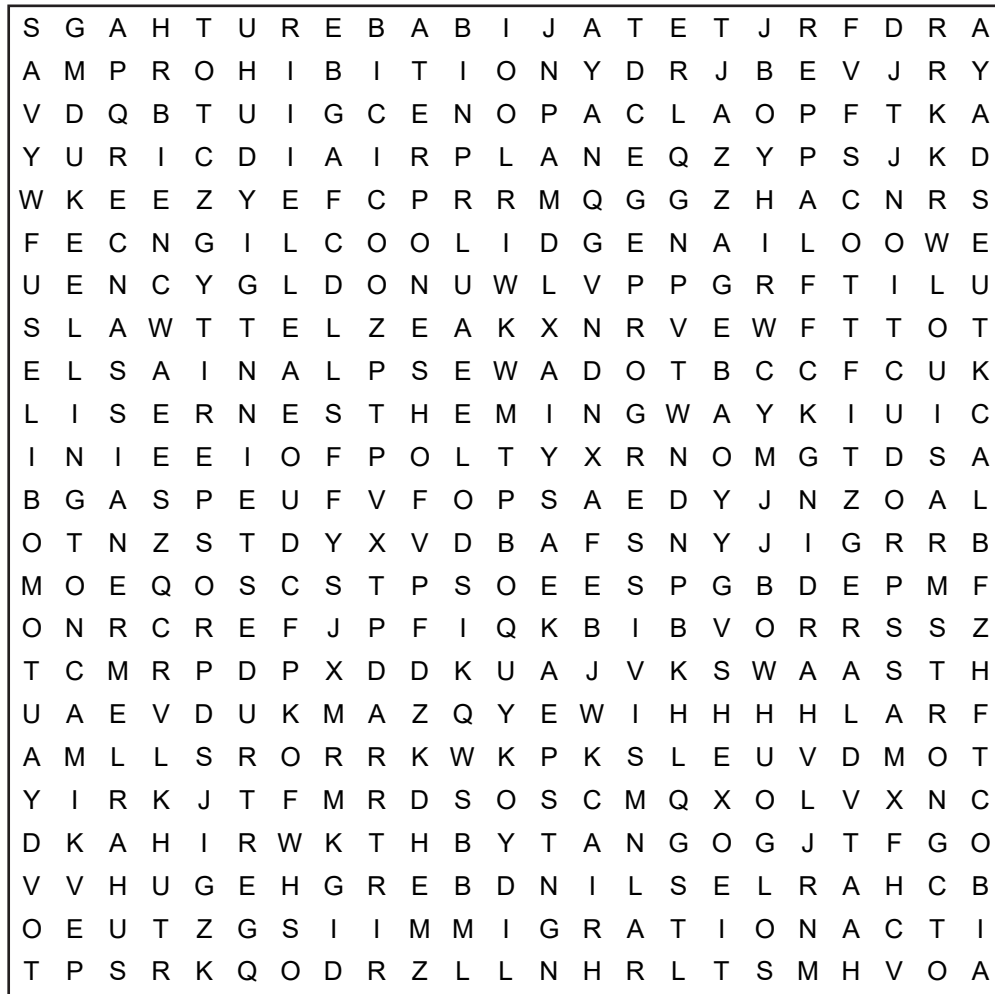 S G A H T U R E B A B I J A T E T J R F D R A
A M P R O H I B I T I O N Y D R J B E V J R Y
V D Q B T U I G C E N O P A C L A O P F T K A
Y U R I C D I A I R P L A N E Q Z Y P S J K D
W K E E Z Y E F C P R R M Q G G Z H A C N R S
F E C N G I L C O O L I D G E N A I L O O W E
U E N C Y G L D O N U W L V P P G R F T I L U
S L A W T T E L Z E A K X N R V E W F T T O T
E L S A I N A L P S E W A D O T B C C F C U K
L I S E R N E S T H E M I N G W A Y K I U I C
I N I E E I O F P O L T Y X R N O M G T D S A
B G A S P E U F V F O P S A E D Y J N Z O A L
O T N Z S T D Y X V D B A F S N Y J I G R R B
M O E Q O S C S T P S O E E S P G B D E P M F
O N R C R E F J P F I Q K B I B V O R R S S Z
T C M R P D P X D D K U A J V K S W A A S T H
U A E V D U K M A Z Q Y E W I H H H H L A R F
A M L L S R O R R K W K P K S L E U V D M O T
Y I R K J T F M R D S O S C M Q X O L V X N C
D K A H I R W K T H B Y T A N G O G J T F G O
V V H U G E H G R E B D N I L S E L R A H C B
O E U T Z G S I I M M I G R A T I O N A C T I
T P S R K Q O D R Z L L N H R L T S M H V O A